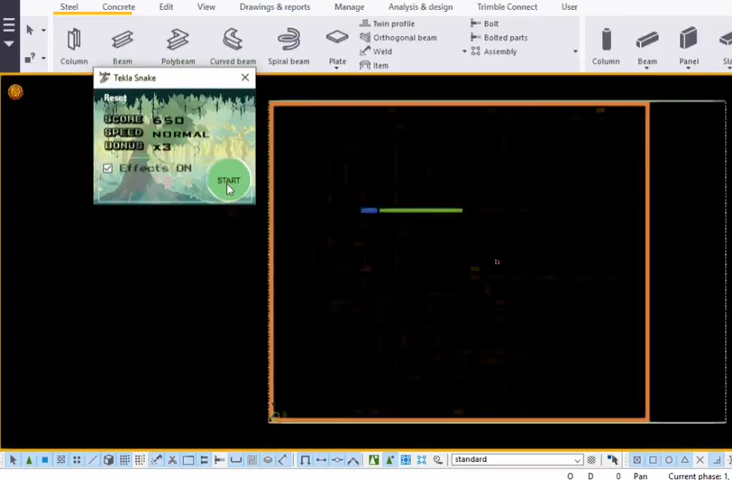 Steel Concrete Edit View Drawings & reports Manage Analysis & design Trimble Connect User
Twin profile Bolt
Orthogonal beam Bolted parts
Column Beam Polybeam Curved beam Spiral beam Plate Weld Assembly Column Beam Panel
Item
Tekla Snake
Reset
SCORE 650
SPEED NORMAL
BONUS x3
Effects ON
START
standard
O D 0 Pan Current phase: 1,